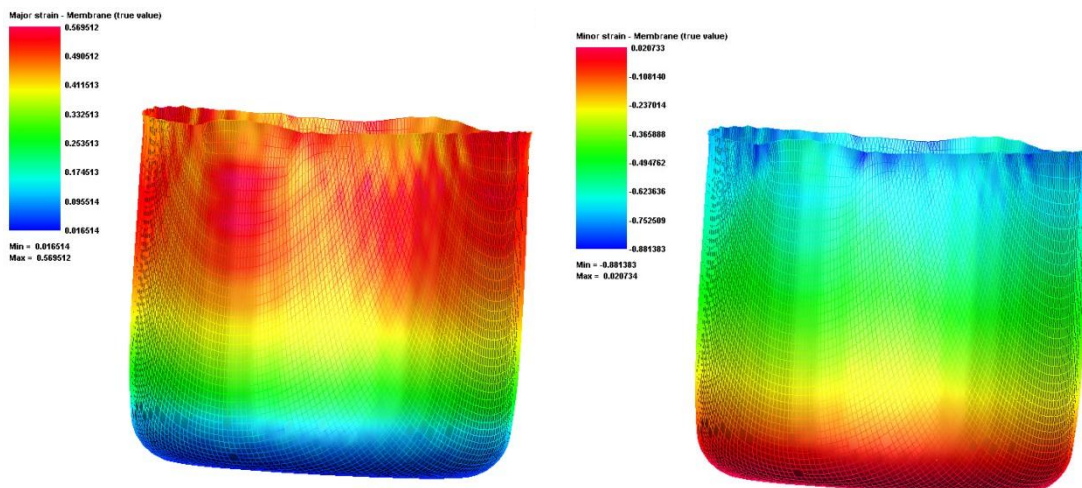 Major strain - Membrane (true value)
0.569512
0.490512
0.411513
0.332513
0.253513
0.174513
0.095514
0.016514
Min = 0.016514
Max = 0.569512
Minor strain - Membrane (true value)
0.020733
-0.108140
-0.237014
-0.365888
-0.494762
-0.623636
-0.752509
-0.881383
Min = -0.881383
Max = 0.020734